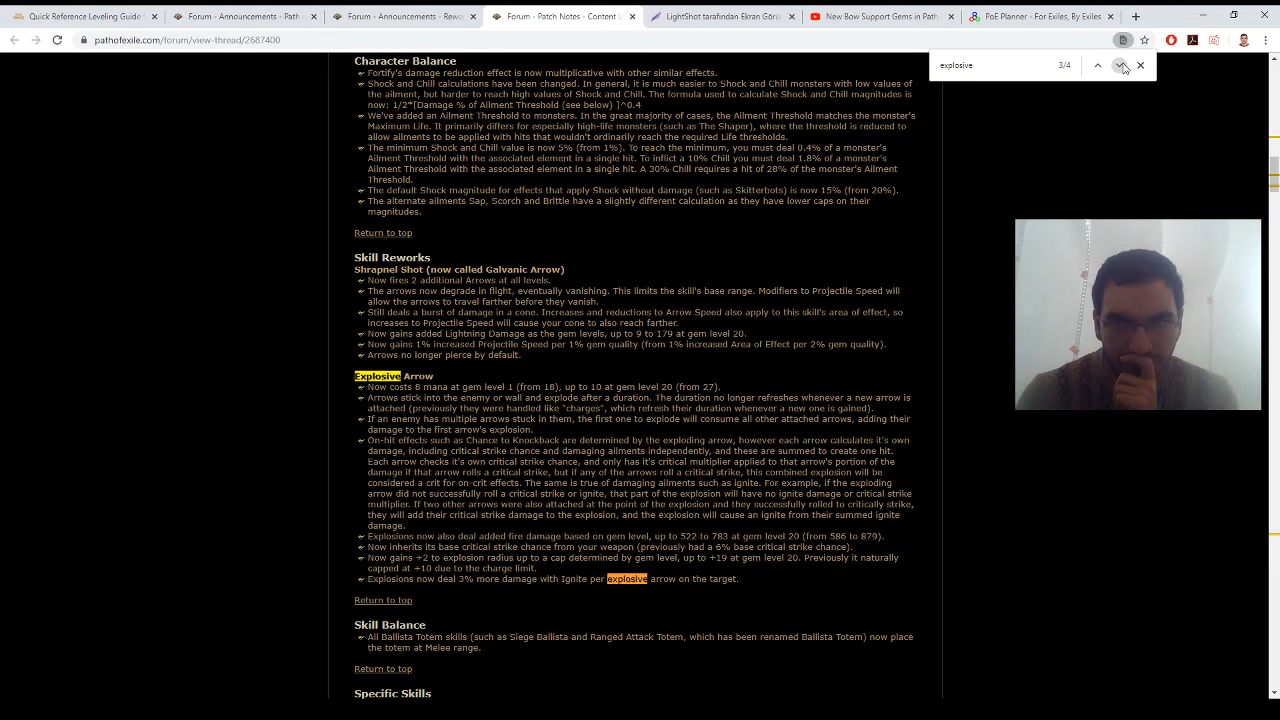 Quick Reference Leveling Guide
Forum - Announcements - Path
Forum - Announcements - Rewo
Forum - Patch Notes - Content U
LightShot tarafından Ekran Görü
New Bow Support Gems in Path
PoE Planner - For Exiles, By Exiles
pathofexile.com/forum/view-thread/2687400
explosive 3/4
Character Balance
Fortify's damage reduction effect is now multiplicative with other similar effects.
Shock and Chill calculations have been changed. In general, it is much easier to Shock and Chill monsters with low values of
the ailment, but harder to reach high values of Shock and Chill. The formula used to calculate Shock and Chill magnitudes is
now: 1/2*[Damage % of Ailment Threshold (see below) ]^0.4
We've added an Ailment Threshold to monsters. In the great majority of cases, the Ailment Threshold matches the monster's
Maximum Life. It primarily differs for especially high-life monsters (such as The Shaper), where the threshold is reduced to
allow ailments to be applied with hits that wouldn't ordinarily reach the required Life thresholds.
The minimum Shock and Chill value is now 5% (from 1%). To reach the minimum, you must deal 0.4% of a monster's
Ailment Threshold with the associated element in a single hit. To inflict a 10% Chill you must deal 1.8% of a monster's
Ailment Threshold with the associated element in a single hit. A 30% Chill requires a hit of 28% of the monster's Ailment
Threshold.
The default Shock magnitude for effects that apply Shock without damage (such as Skitterbots) is now 15% (from 20%).
The alternate ailments Sap, Scorch and Brittle have a slightly different calculation as they have lower caps on their
magnitudes.
Return to top
Skill Reworks
Shrapnel Shot (now called Galvanic Arrow)
Now fires 2 additional Arrows at all levels.
The arrows now degrade in flight, eventually vanishing. This limits the skill's base range. Modifiers to Projectile Speed will
allow the arrows to travel farther before they vanish.
Still deals a burst of damage in a cone. Increases and reductions to Arrow Speed also apply to this skill's area of effect, so
increases to Projectile Speed will cause your cone to also reach farther.
Now gains added Lightning Damage as the gem levels, up to 9 to 179 at gem level 20.
Now gains 1% increased Projectile Speed per 1% gem quality (from 1% increased Area of Effect per 2% gem quality).
Arrows no longer pierce by default.
Explosive Arrow
Now costs 8 mana at gem level 1 (from 18), up to 10 at gem level 20 (from 27).
Arrows stick into the enemy or wall and explode after a duration. The duration no longer refreshes whenever a new arrow is
attached (previously they were handled like "charges", which refresh their duration whenever a new one is gained).
If an enemy has multiple arrows stuck in them, the first one to explode will consume all other attached arrows, adding their
damage to the first arrow's explosion.
On-hit effects such as Chance to Knockback are determined by the exploding arrow, however each arrow calculates it's own
damage, including critical strike chance and damaging ailments independently, and these are summed to create one hit.
Each arrow checks it's own critical strike chance, and only has it's critical multiplier applied to that arrow's portion of the
damage if that arrow rolls a critical strike, but if any of the arrows roll a critical strike, this combined explosion will be
considered a crit for on-crit effects. The same is true of damaging ailments such as ignite. For example, if the exploding
arrow did not successfully roll a critical strike or ignite, that part of the explosion will have no ignite damage or critical strike
multiplier. If two other arrows were also attached at the point of the explosion and they successfully rolled to critically strike,
they will add their critical strike damage to the explosion, and the explosion will cause an ignite from their summed ignite
damage.
Explosions now also deal added fire damage based on gem level, up to 522 to 783 at gem level 20 (from 586 to 879).
Now inherits its base critical strike chance from your weapon (previously had a 6% base critical strike chance).
Now gains +2 to explosion radius up to a cap determined by gem level, up to +19 at gem level 20. Previously it naturally
capped at +10 due to the charge limit.
Explosions now deal 3% more damage with Ignite per explosive arrow on the target.
Return to top
Skill Balance
All Ballista Totem skills (such as Siege Ballista and Ranged Attack Totem, which has been renamed Ballista Totem) now place
the totem at Melee range.
Return to top
Specific Skills